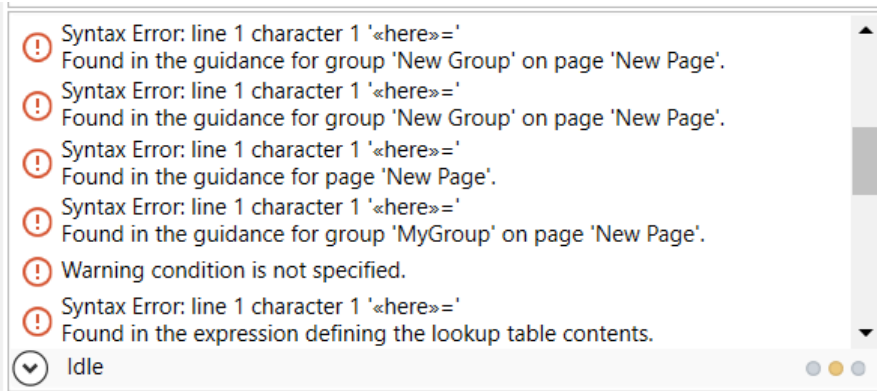 Syntax Error: line 1 character 1 '«here»='
Found in the guidance for group 'New Group' on page 'New Page'.
Syntax Error: line 1 character 1 '«here»='
Found in the guidance for group 'New Group' on page 'New Page'.
Syntax Error: line 1 character 1 '«here»='
Found in the guidance for page 'New Page'.
Syntax Error: line 1 character 1 '«here»='
Found in the guidance for group 'MyGroup' on page 'New Page'.
Warning condition is not specified.
Syntax Error: line 1 character 1 '«here»='
Found in the expression defining the lookup table contents.
Idle